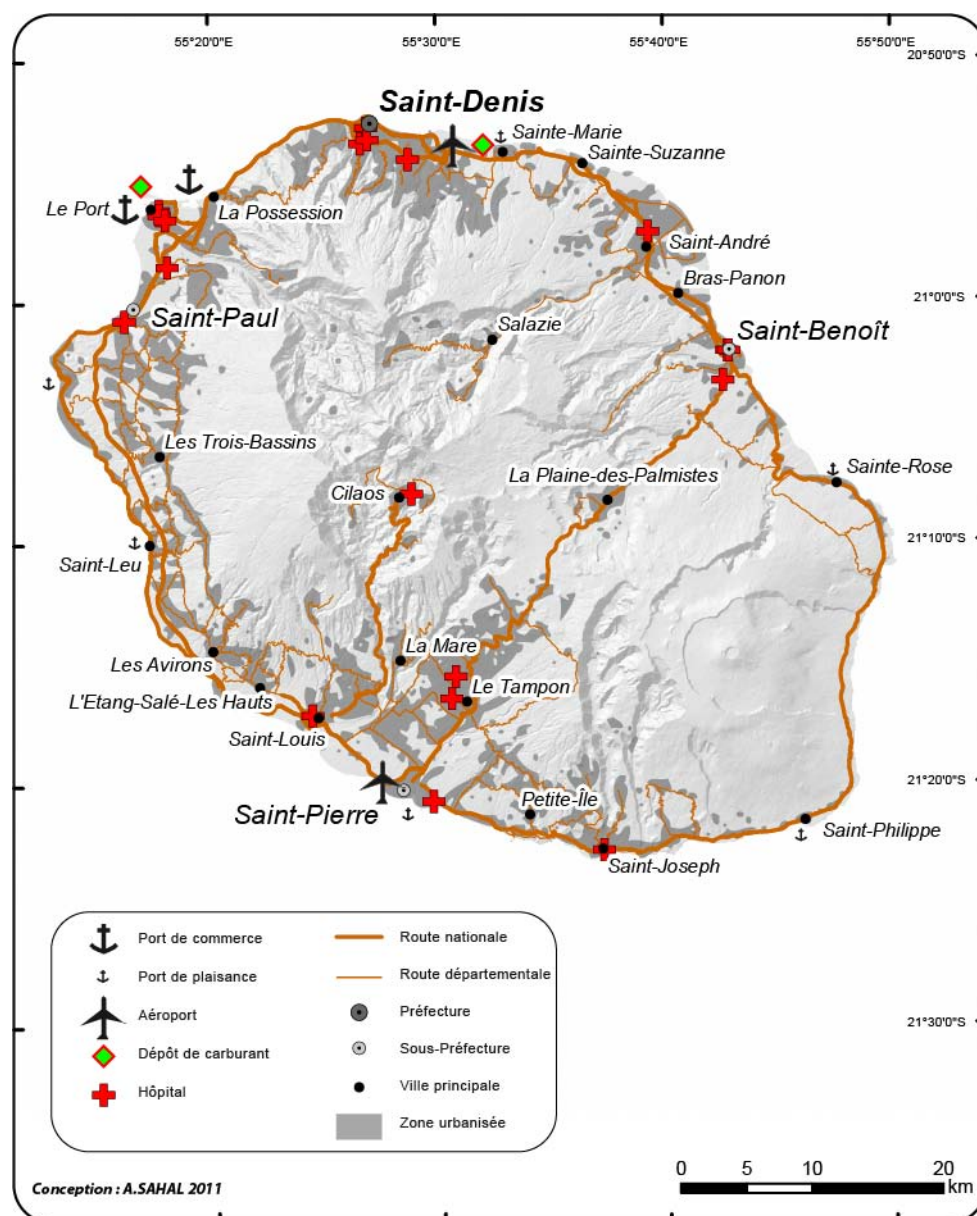 55°20'0"E
55°30'0"E
55°40'0"E
55°50'0"E
20°50'0"S
Saint-Denis
Sainte-Marie
Sainte-Suzanne
Le Port
La Possession
Saint-André
Bras-Panon
21°0'0"S
Saint-Paul
Salazie
Saint-Benoît
Les Trois-Bassins
La Plaine-des-Palmistes
Sainte-Rose
Cilaos
21°10'0"S
Saint-Leu
La Mare
Les Avirons
Le Tampon
L'Etang-Salé-Les Hauts
Saint-Louis
21°20'0"S
Petite-Île
Saint-Pierre
Saint-Philippe
Saint-Joseph
Port de commerce
Port de plaisance
Aéroport
Dépôt de carburant
Hôpital
Route nationale
Route départementale
Préfecture
Sous-Préfecture
Ville principale
Zone urbanisée
21°30'0"S
Conception : A.SAHAL 2011
0 5 10 20
km